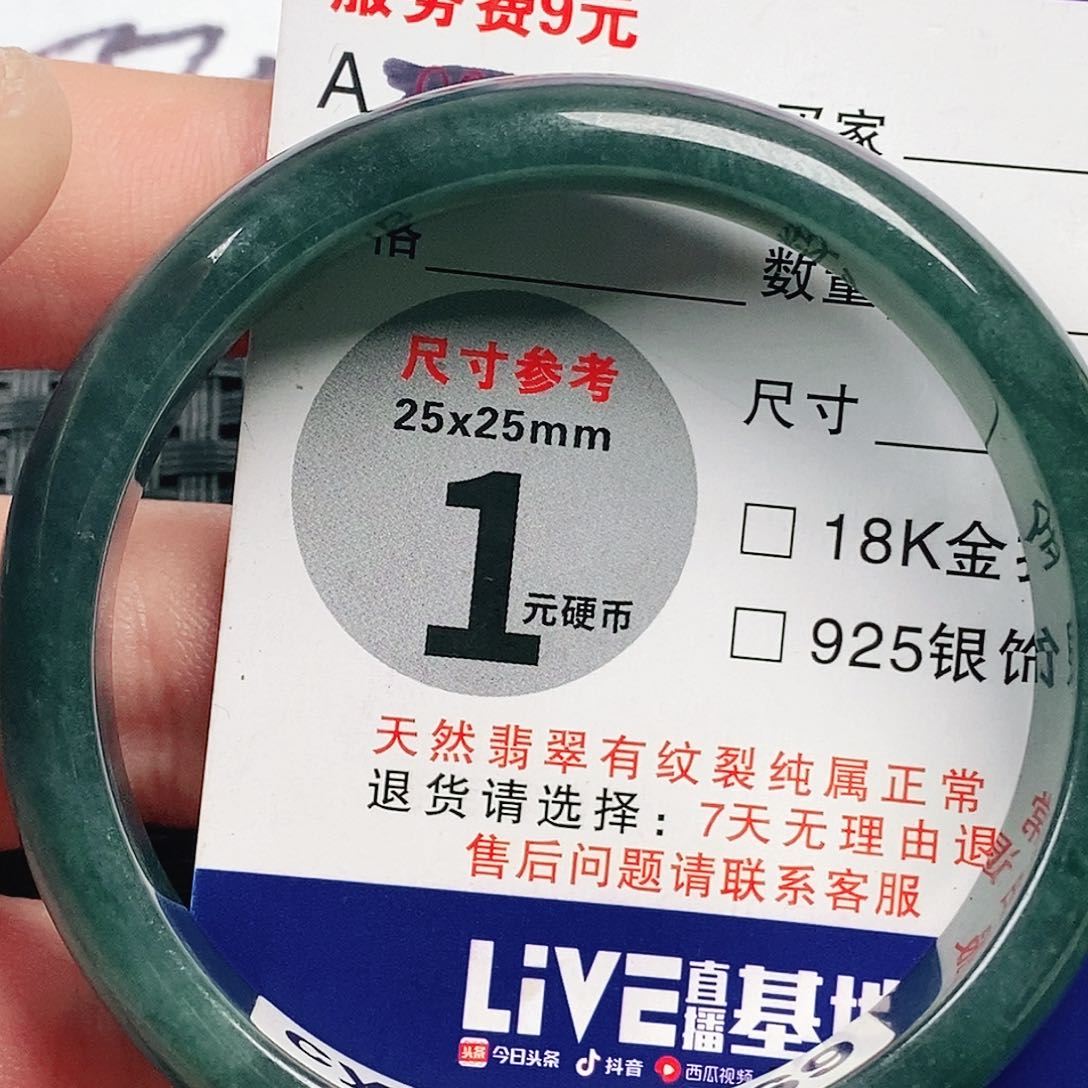 服务费9元
A
买家
格
数量
尺寸参考
25x25mm
尺寸
1
元硬币
□ 18K金
□ 925银饰
天然翡翠有纹裂纯属正常
退货请选择：7天无理由退
售后问题请联系客服
LiVE直播基地
头条 今日头条 抖音 西瓜视频